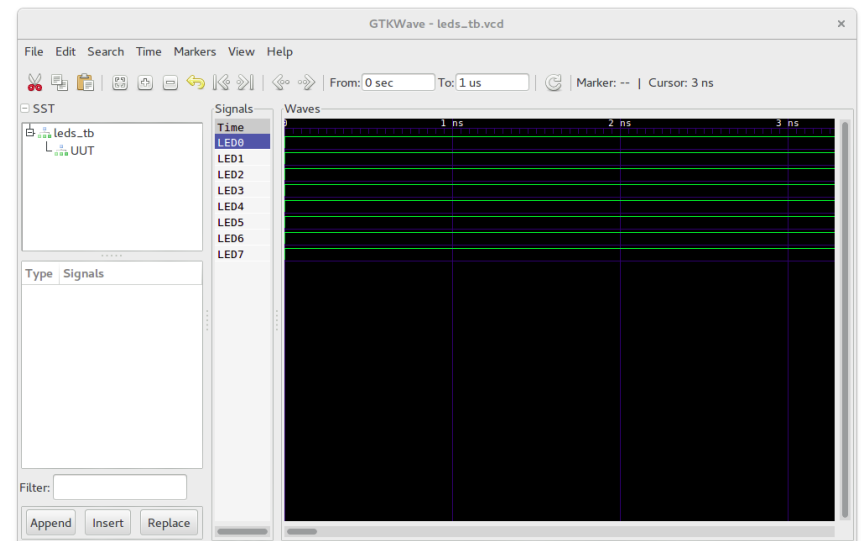 GTKWave - leds_tb.vcd ×
File Edit Search Time Markers View Help
From: 0 sec To: 1 us Marker: -- | Cursor: 3 ns
SST
leds_tb
UUT
Type Signals
Filter:
Append Insert Replace
Signals
Time
LED0
LED1
LED2
LED3
LED4
LED5
LED6
LED7
Waves
1 ns 2 ns 3 ns